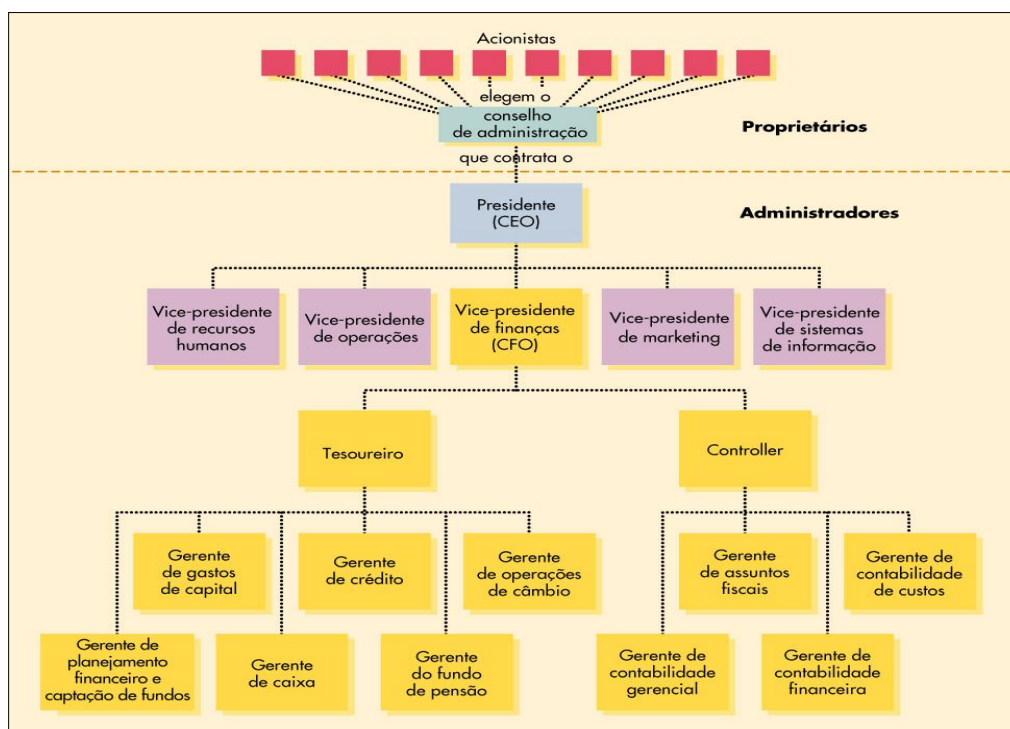 Acionistas
elegem o
conselho
de administração
Proprietários
que contrata o
Presidente
(CEO)
Administradores
Vice-presidente
de recursos
humanos
Vice-presidente
de operações
Vice-presidente
de finanças
(CFO)
Vice-presidente
de marketing
Vice-presidente
de sistemas
de informação
Tesoureiro
Controller
Gerente
de gastos
de capital
Gerente
de crédito
Gerente
de operações
de câmbio
Gerente
de assuntos
fiscais
Gerente de
contabilidade
de custos
Gerente de
planejamento
financeiro e
captação de fundos
Gerente
de caixa
Gerente
do fundo
de pensão
Gerente de
contabilidade
gerencial
Gerente de
contabilidade
financeira